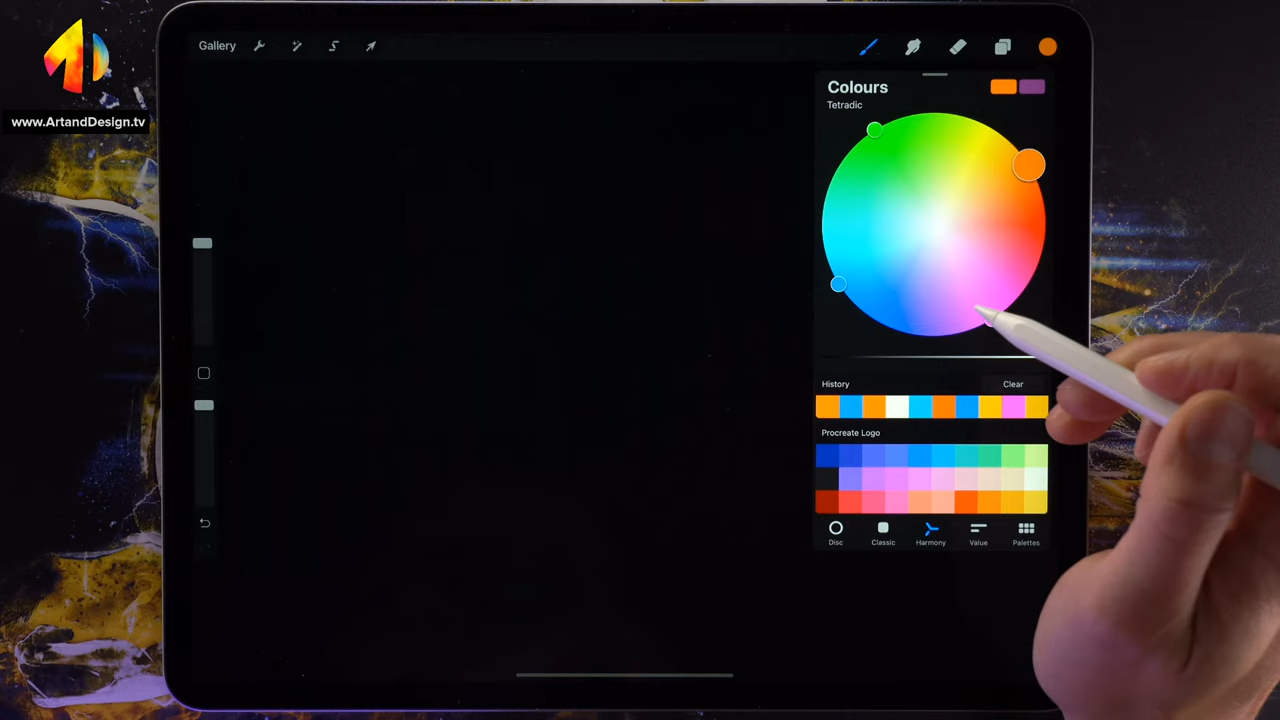 www.ArtandDesign.tv
Gallery
Colours
Tetradic
History
Clear
Procreate Logo
Disc
Classic
Harmony
Value
Palettes